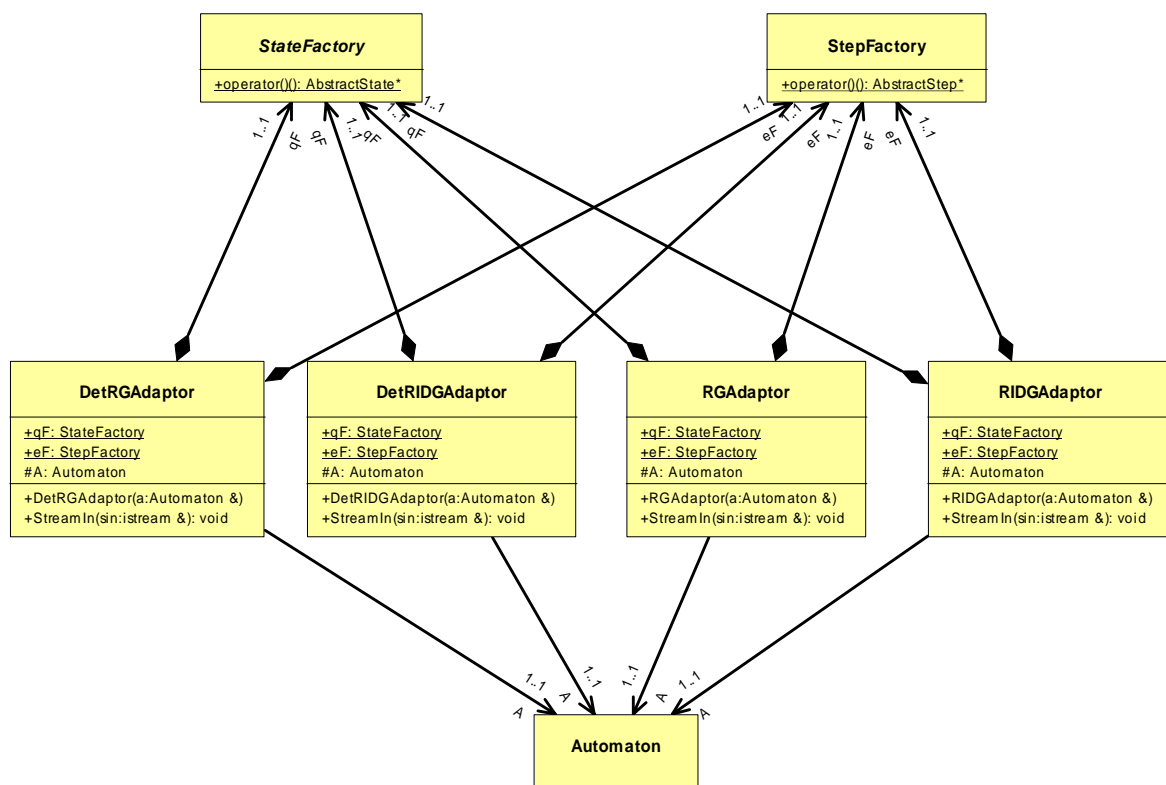 StateFactory
+operator()(): AbstractState*
StepFactory
+operator()(): AbstractStep*
1..1
qF
1..1
qF
1..1
qF
1..1
qF
1..1
eF
1..1
eF
1..1
eF
1..1
eF
DetRGAdaptor
+qF: StateFactory
+eF: StepFactory
#A: Automaton
+DetRGAdaptor(a:Automaton &)
+StreamIn(sin:istream &): void
DetRIDGAdaptor
+qF: StateFactory
+eF: StepFactory
#A: Automaton
+DetRIDGAdaptor(a:Automaton &)
+StreamIn(sin:istream &): void
RGAdaptor
+qF: StateFactory
+eF: StepFactory
#A: Automaton
+RGAdaptor(a:Automaton &)
+StreamIn(sin:istream &): void
RIDGAdaptor
+qF: StateFactory
+eF: StepFactory
#A: Automaton
+RIDGAdaptor(a:Automaton &)
+StreamIn(sin:istream &): void
1..1
A
1..1
A
1..1
A
1..1
A
Automaton